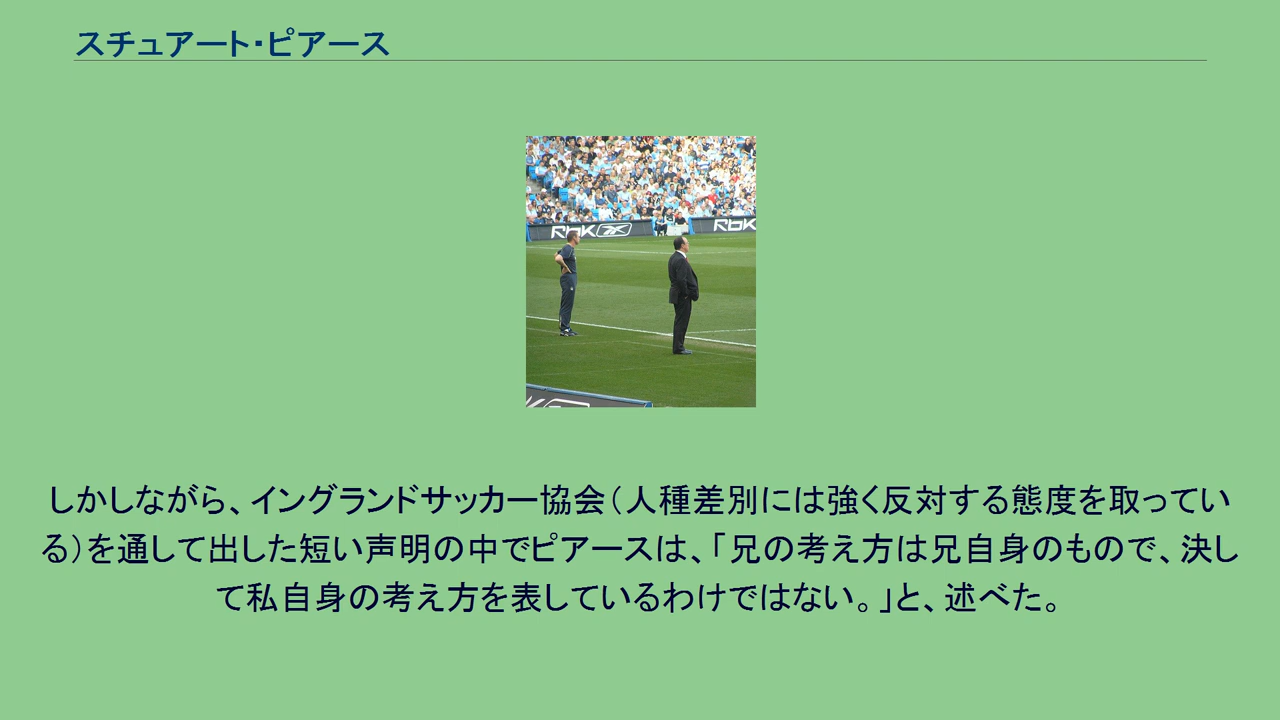 スチュアート・ピアース
RbK
RbK
しかしながら、イングランドサッカー協会（人種差別には強く反対する態度を取ってい
る）を通して出した短い声明の中でピアースは、「兄の考え方は兄自身のもので、決し
て私自身の考え方を表しているわけではない。」と、述べた。